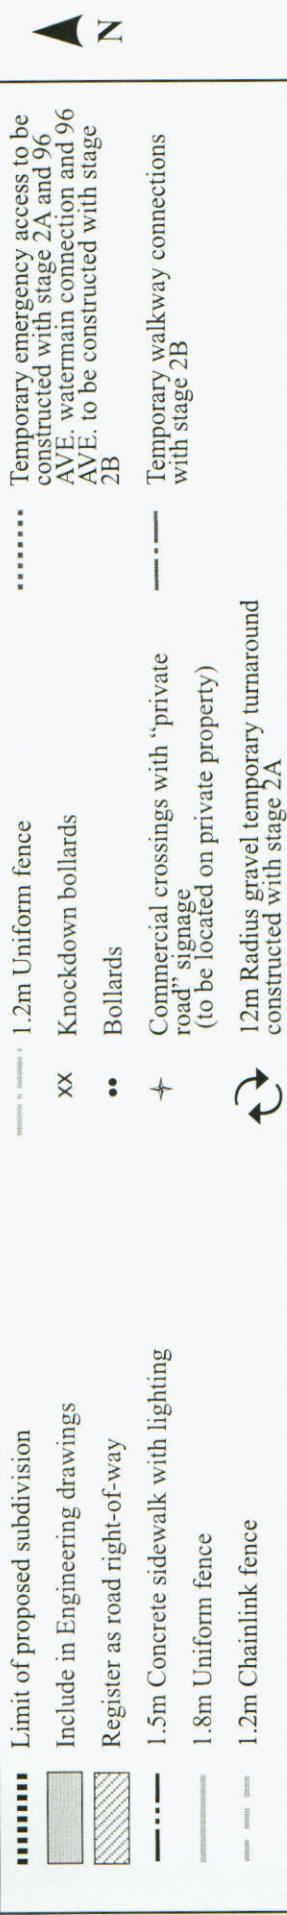 Limit of proposed subdivision
Include in Engineering drawings
Register as road right-of-way
1.5m Concrete sidewalk with lighting
1.8m Uniform fence
1.2m Chainlink fence
1.2m Uniform fence
XX Knockdown bollards
Bollards
Commercial crossings with “private
road” signage
(to be located on private property)
12m Radius gravel temporary turnaround
constructed with stage 2A
Temporary emergency access to be
constructed with stage 2A and 96
AVE. watermain connection and 96
AVE. to be constructed with stage
2B
Temporary walkway connections
with stage 2B
N